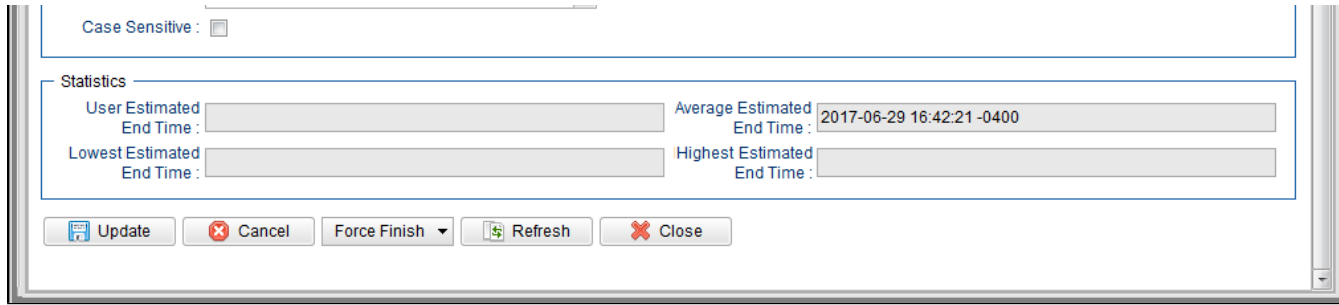 Case Sensitive :
Statistics
User Estimated
End Time :
Average Estimated
End Time :
2017-06-29 16:42:21 -0400
Lowest Estimated
End Time :
Highest Estimated
End Time :
Update Cancel Force Finish Refresh Close